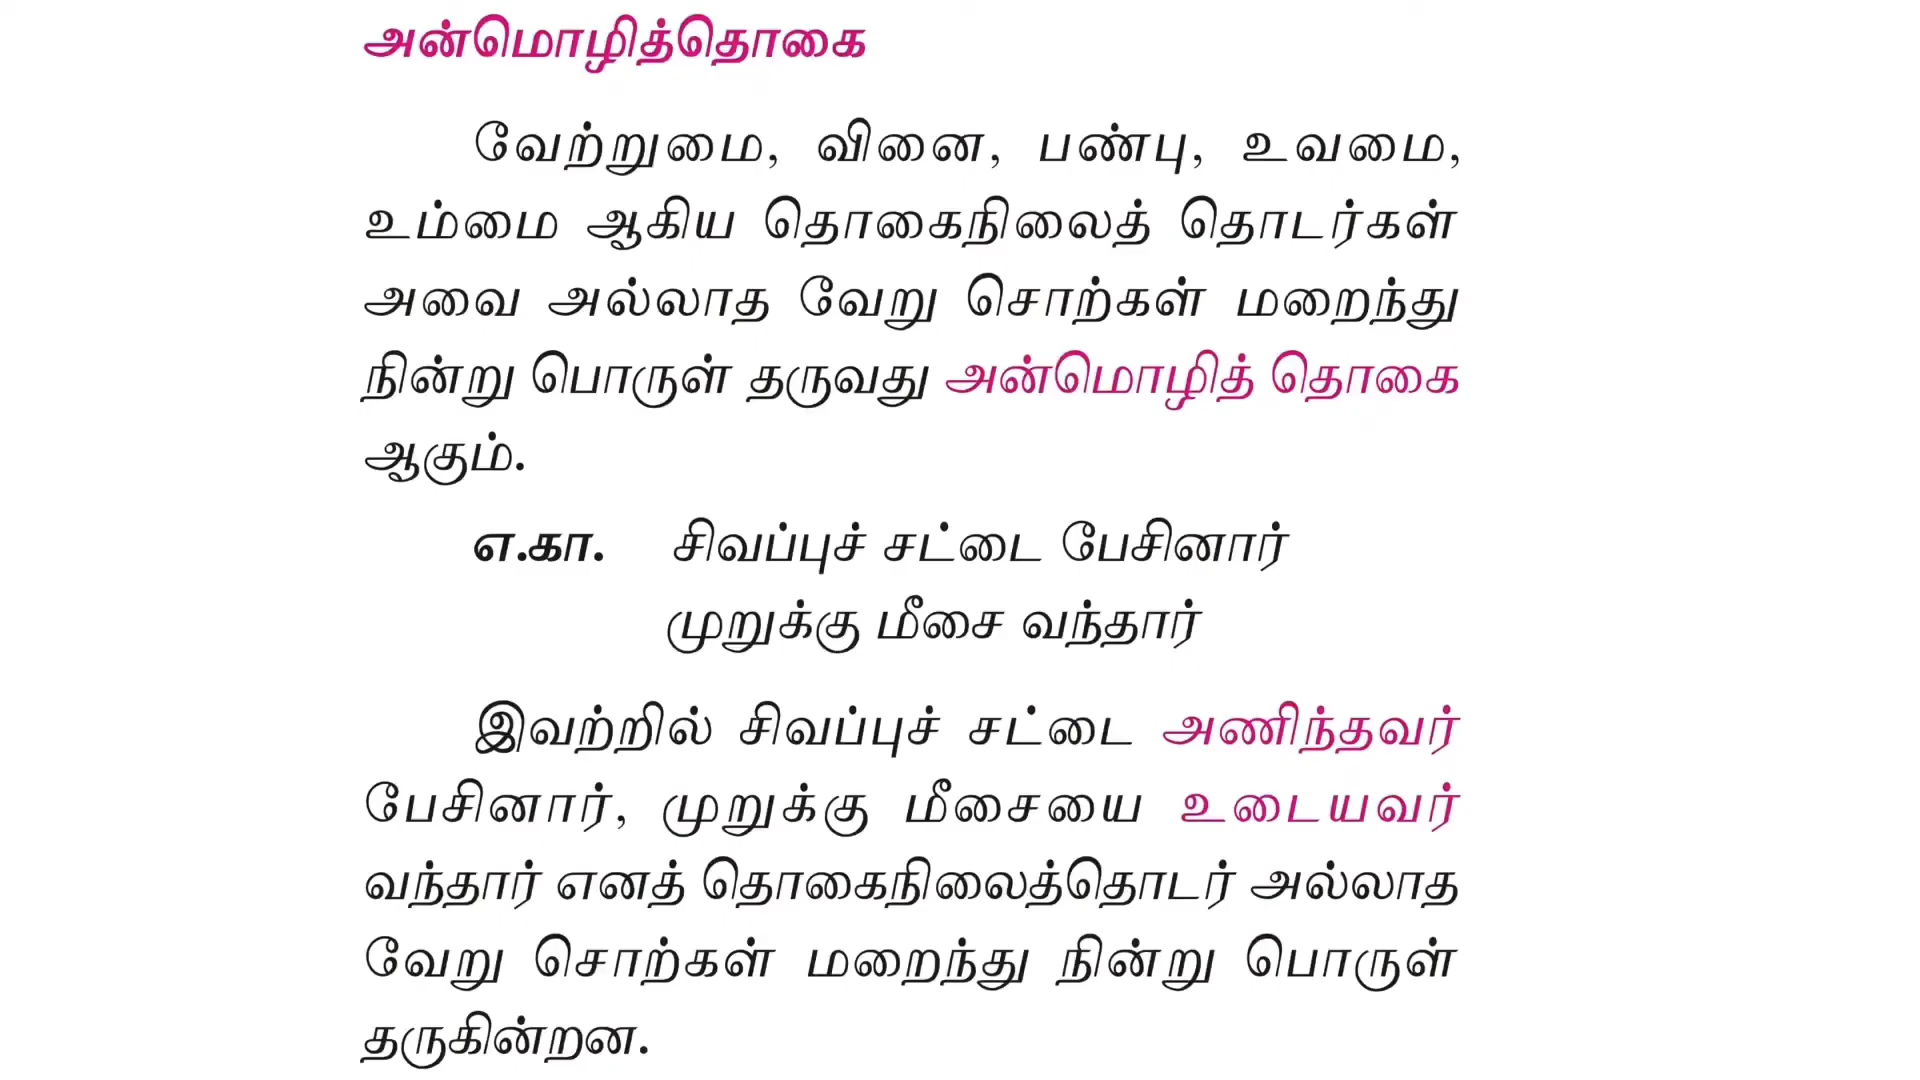 அன்மொழித்தொகை
வேற்றுமை, வினை, பண்பு, உவமை,
உம்மை ஆகிய தொகைநிலைத் தொடர்கள்
அவை அல்லாத வேறு சொற்கள் மறைந்து
நின்று பொருள் தருவது அன்மொழித் தொகை
ஆகும்.
எ.கா. சிவப்புச் சட்டை பேசினார்
முறுக்கு மீசை வந்தார்
இவற்றில் சிவப்புச் சட்டை அணிந்தவர்
பேசினார், முறுக்கு மீசையை உடையவர்
வந்தார் எனத் தொகைநிலைத்தொடர் அல்லாத
வேறு சொற்கள் மறைந்து நின்று பொருள்
தருகின்றன.